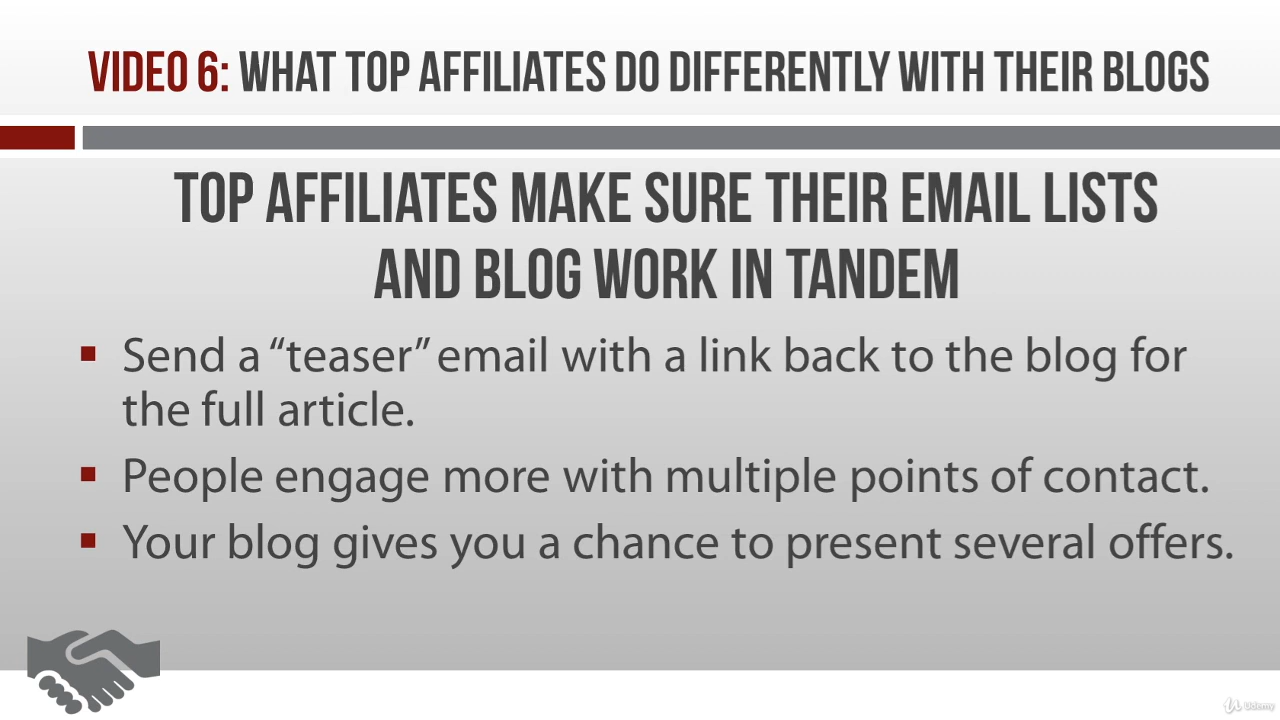 VIDEO 6: WHAT TOP AFFILIATES DO DIFFERENTLY WITH THEIR BLOGS
TOP AFFILIATES MAKE SURE THEIR EMAIL LISTS
AND BLOG WORK IN TANDEM
▪ Send a “teaser” email with a link back to the blog for
the full article.
▪ People engage more with multiple points of contact.
▪ Your blog gives you a chance to present several offers.
Udemy